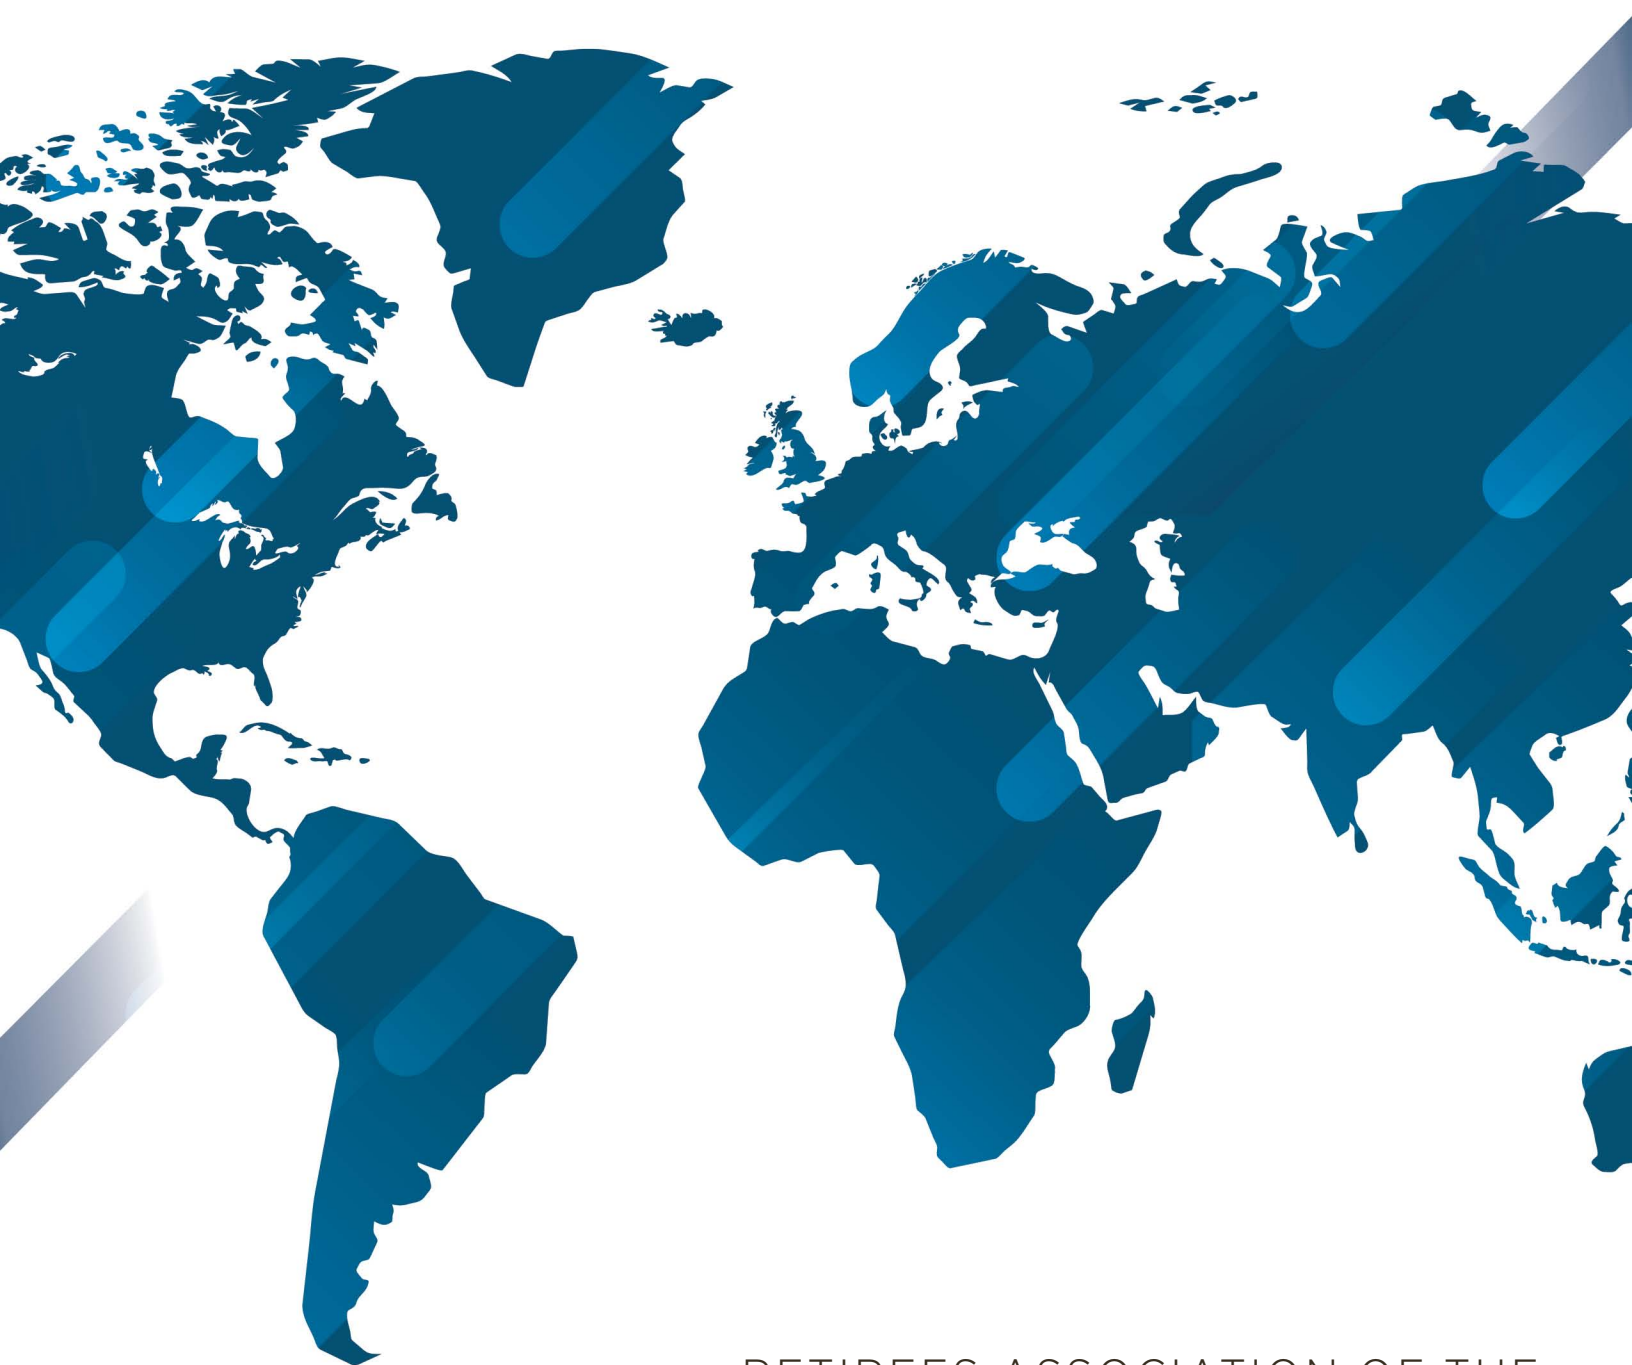 RETIREES ASSOCIATION OF THE